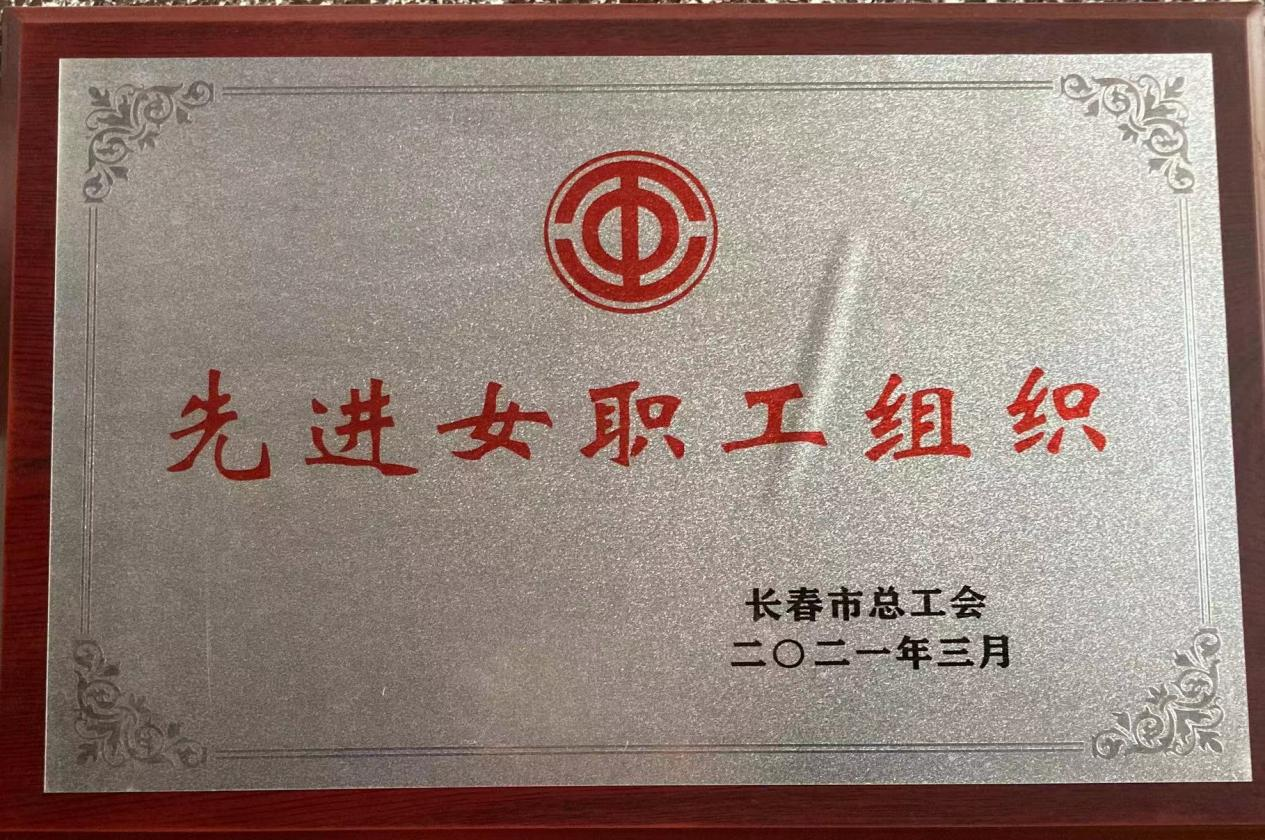 先进女职工组织
长春市总工会
二〇二一年三月